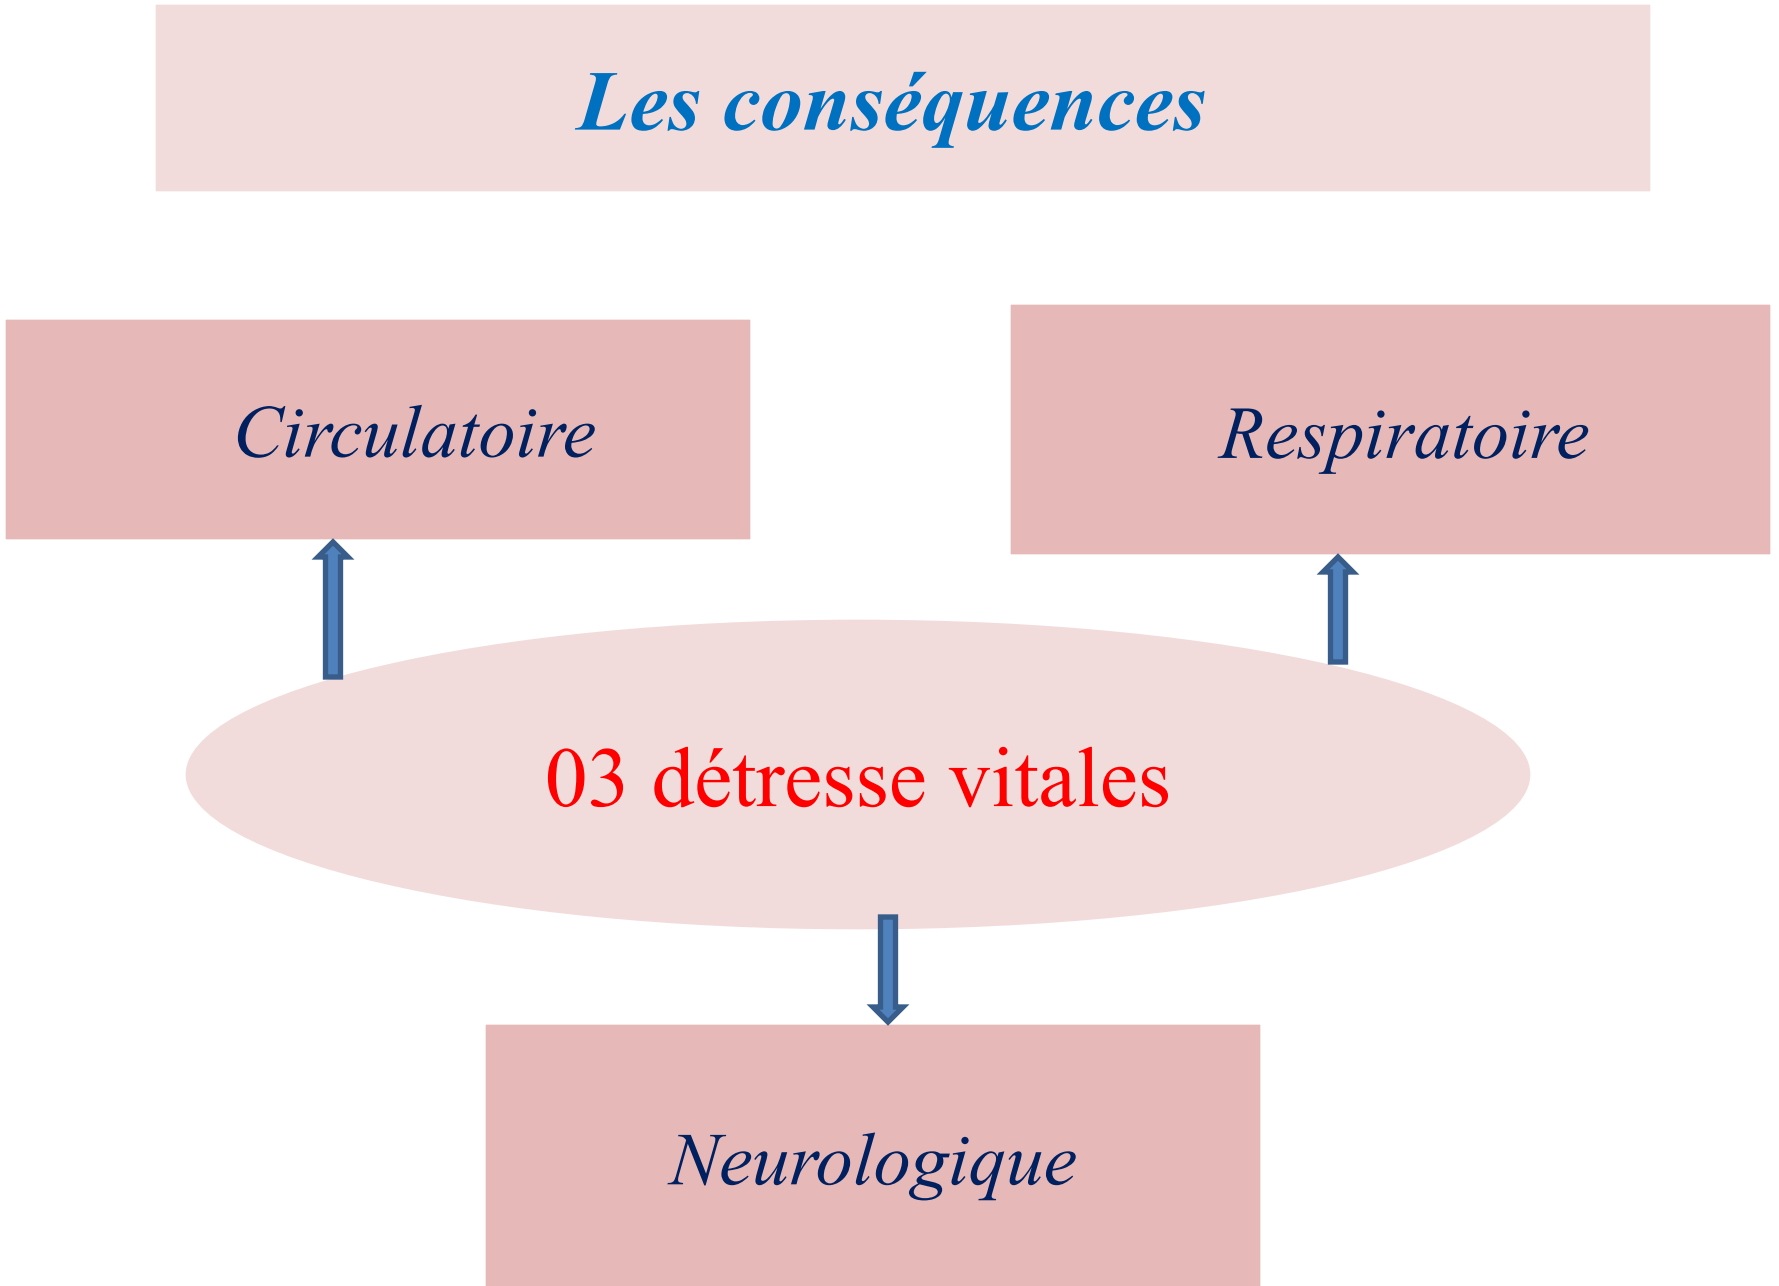 Les conséquences
Circulatoire
Respiratoire
03 détresse vitales
Neurologique